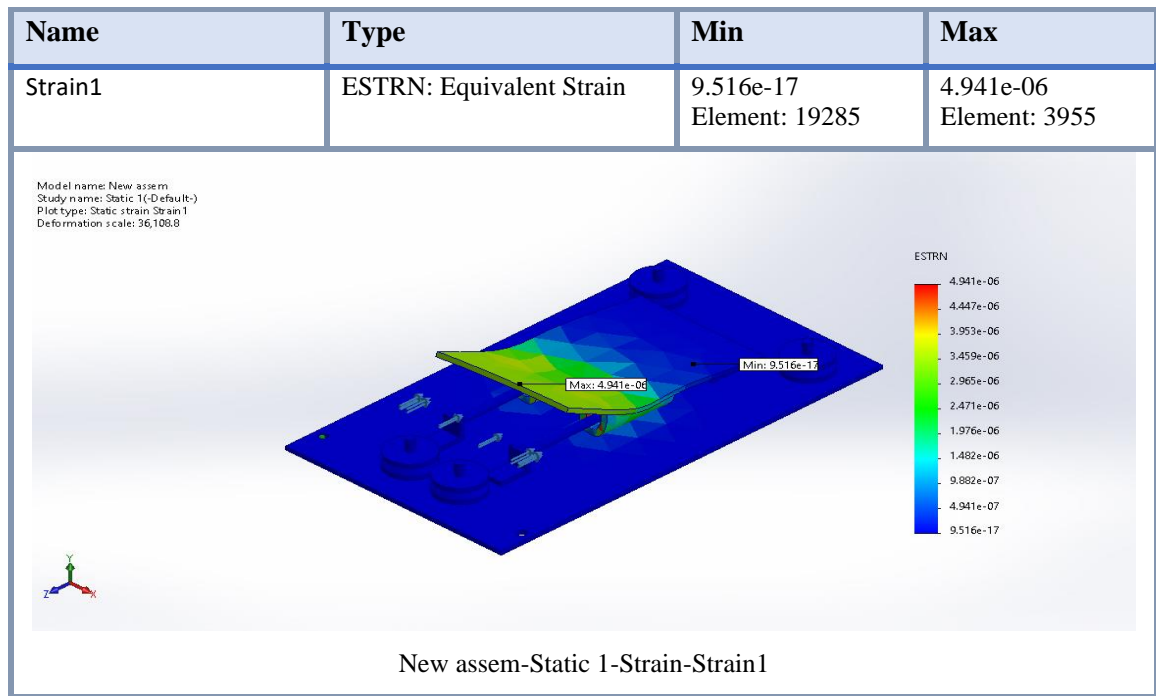 Name Type Min Max
Strain1 ESTRN: Equivalent Strain 9.516e-17 4.941e-06
Element: 19285 Element: 3955
Model name: New assem
Study name: Static 1(-Default-)
Plot type: Static strain Strain1
Deformation scale: 36,108.8
ESTRN
4.941e-06
4.447e-06
3.953e-06
3.459e-06
2.965e-06
2.471e-06
1.976e-06
1.482e-06
9.882e-07
4.941e-07
9.516e-17
Min: 9.516e-17
Max: 4.941e-06
Y
Z X
New assem-Static 1-Strain-Strain1